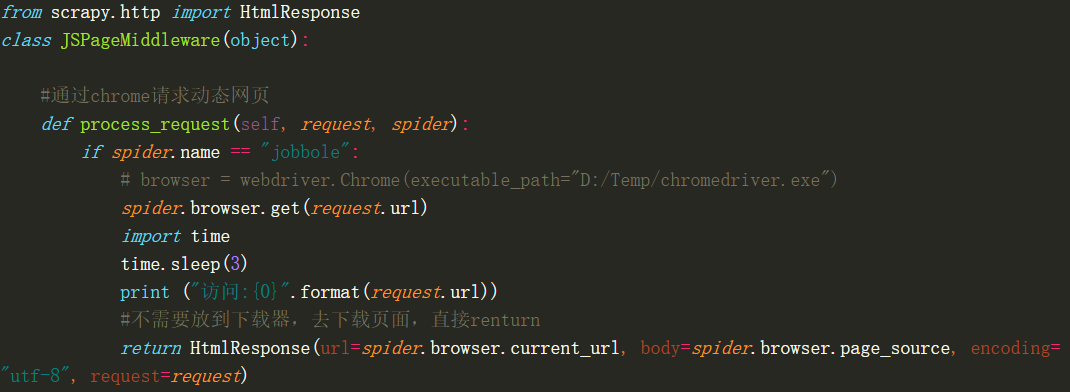 from scrapy.http import HtmlResponse
class JSPageMiddleware(object):
    #通过chrome请求动态网页
    def process_request(self, request, spider):
        if spider.name == "jobbole":
            # browser = webdriver.Chrome(executable_path="D:/Temp/chromedriver.exe")
            spider.browser.get(request.url)
            import time
            time.sleep(3)
            print ("访问:{0}".format(request.url))
            #不需要放到下载器，去下载页面，直接renturn
            return HtmlResponse(url=spider.browser.current_url, body=spider.browser.page_source, encoding=
"utf-8", request=request)